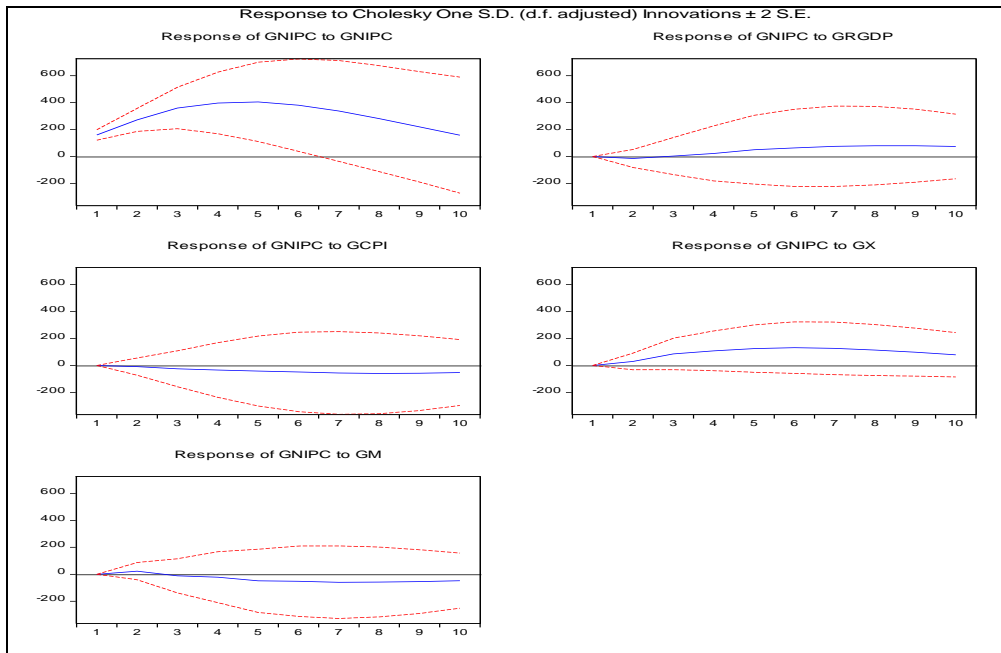 Response to Cholesky One S.D. (d.f. adjusted) Innovations ± 2 S.E.
Response of GNIPC to GNIPC
600
400
200
0
-200
1 2 3 4 5 6 7 8 9 10
Response of GNIPC to GRGDP
600
400
200
0
-200
1 2 3 4 5 6 7 8 9 10
Response of GNIPC to GCPI
600
400
200
0
-200
1 2 3 4 5 6 7 8 9 10
Response of GNIPC to GX
600
400
200
0
-200
1 2 3 4 5 6 7 8 9 10
Response of GNIPC to GM
600
400
200
0
-200
1 2 3 4 5 6 7 8 9 10